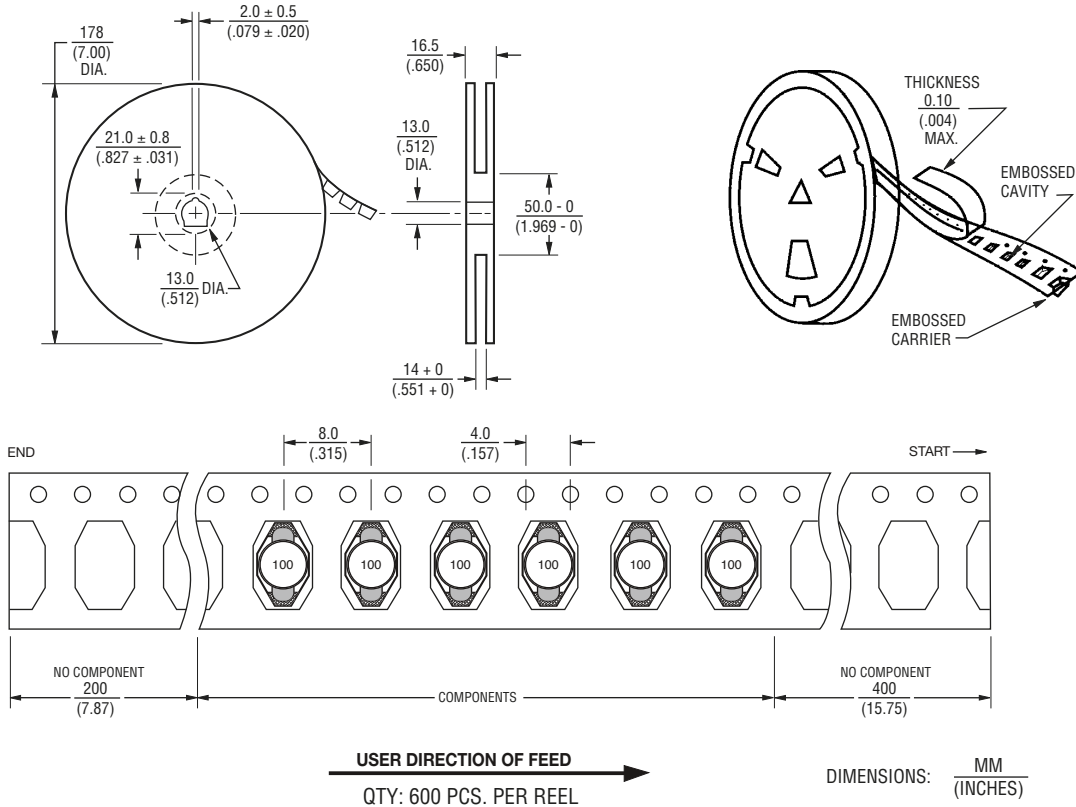 2.0 ± 0.5
(.079 ± .020)
178
(7.00)
DIA.
21.0 ± 0.8
(.827 ± .031)
13.0
(.512)
DIA.
16.5
(.650)
13.0
(.512)
DIA.
50.0 - 0
(1.969 - 0)
14 + 0
(.551 + 0)
THICKNESS
0.10
(.004)
MAX.
EMBOSSED
CAVITY
EMBOSSED
CARRIER
END
8.0
(.315)
4.0
(.157)
START
100
100
100
100
100
100
NO COMPONENT
200
(7.87)
COMPONENTS
NO COMPONENT
400
(15.75)
USER DIRECTION OF FEED
QTY: 600 PCS. PER REEL
DIMENSIONS:
MM
(INCHES)